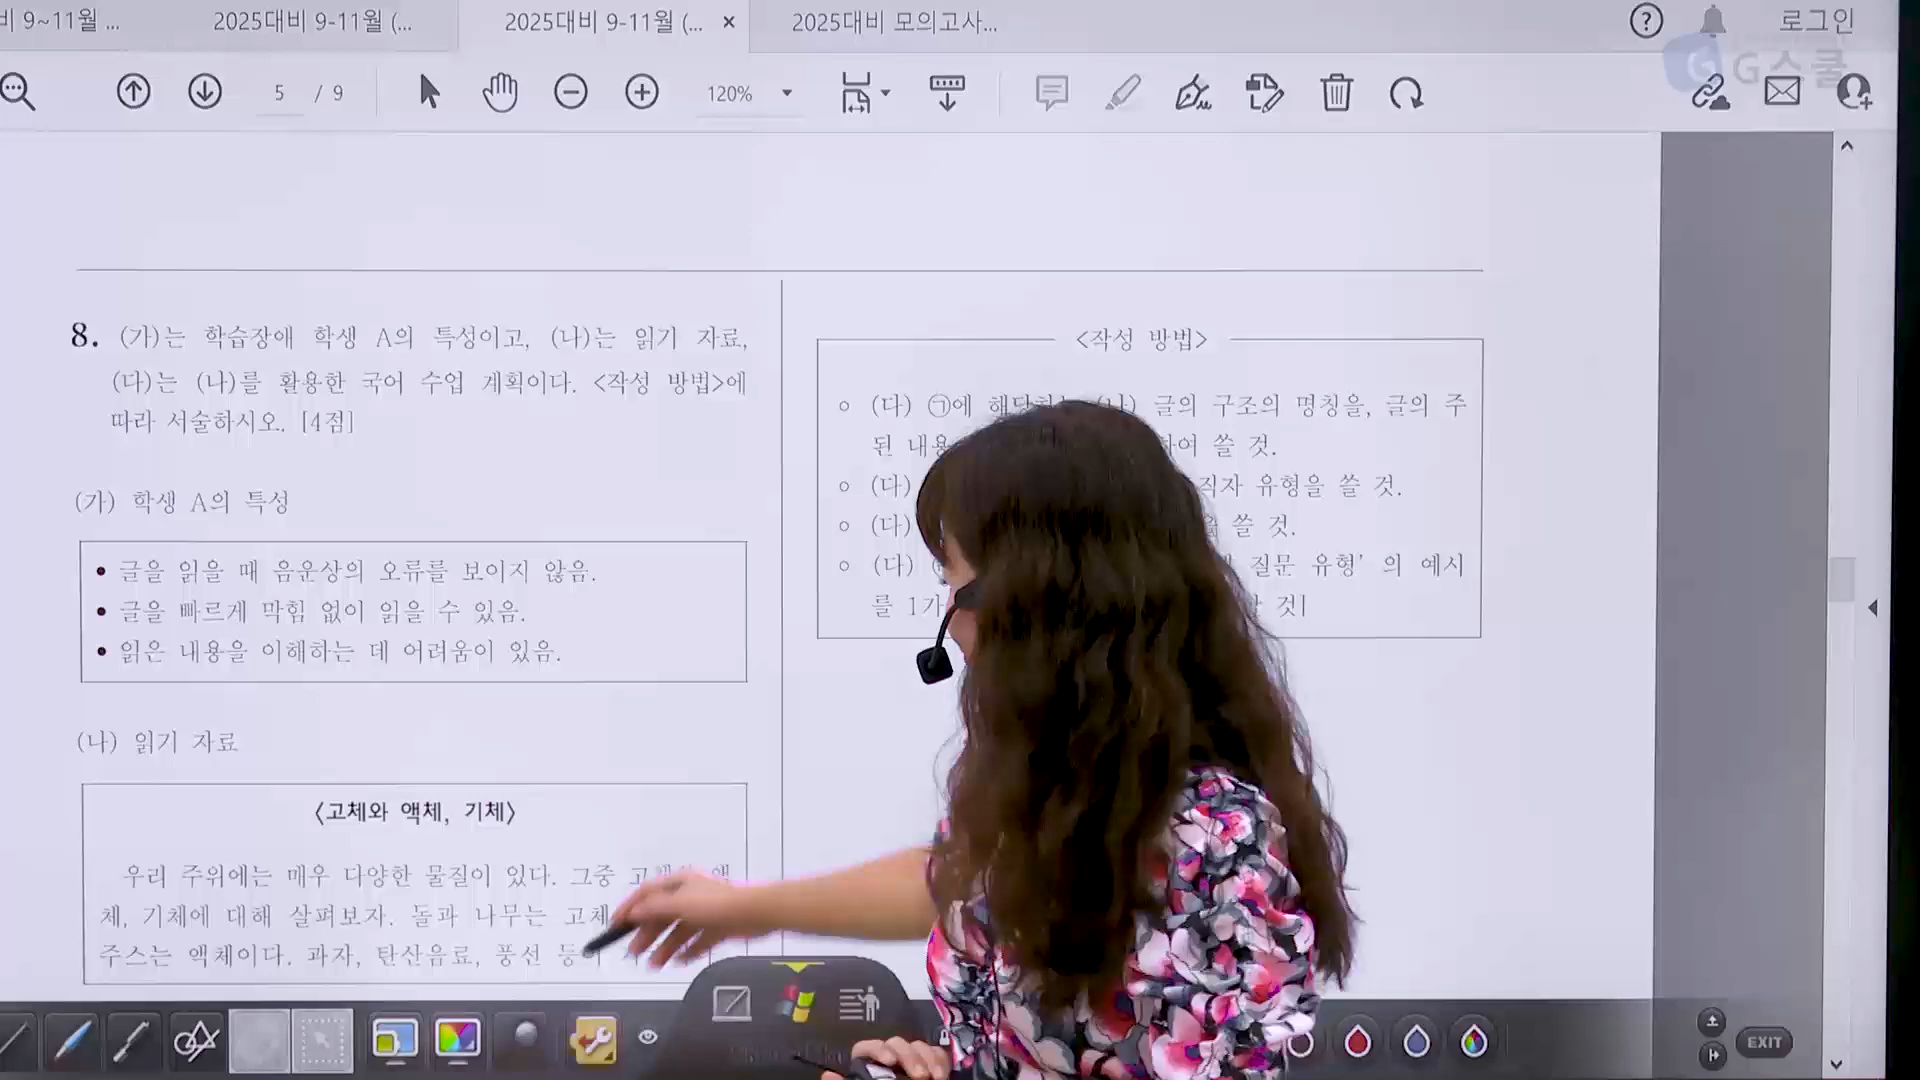 비 9~11월 ...
2025대비 9-11월 (...
2025대비 9-11월 (... ×
2025대비 모의고사...
로그인
G스쿨
5 / 9
120%
8. (가)는 학습장애 학생 A의 특성이고, (나)는 읽기 자료,
(다)는 (나)를 활용한 국어 수업 계획이다. <작성 방법>에
따라 서술하시오. [4점]
(가) 학생 A의 특성
• 글을 읽을 때 음운상의 오류를 보이지 않음.
• 글을 빠르게 막힘 없이 읽을 수 있음.
• 읽은 내용을 이해하는 데 어려움이 있음.
(나) 읽기 자료
<고체와 액체, 기체>
우리 주위에는 매우 다양한 물질이 있다. 그중
체, 기체에 대해 살펴보자. 돌과 나무는 고체
주스는 액체이다. 과자, 탄산음료, 풍선 등
<작성 방법>
○ (다) ㉠에 (나) 글의 구조의 명칭을, 글의 주
된 내용 쓸 것.
○ (다) 유형을 쓸 것.
○ (다) 쓸 것.
○ (다) 질문 유형' 의 예시
를 1가 것
EXIT